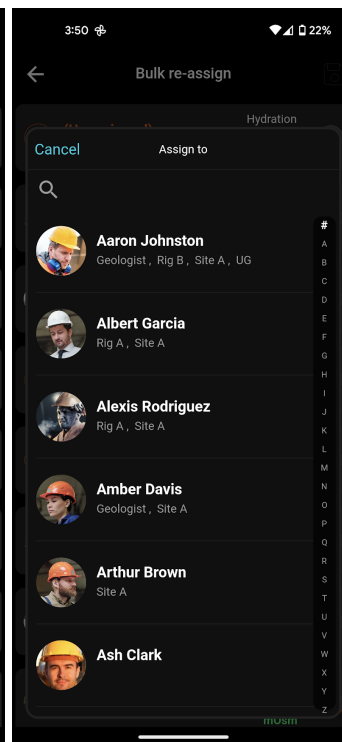 3:50 22%
Bulk re-assign
Hydration
Cancel Assign to
#
Aaron Johnston
Geologist , Rig B , Site A , UG
Albert Garcia
Rig A , Site A
Alexis Rodriguez
Rig A , Site A
Amber Davis
Geologist , Site A
Arthur Brown
Site A
Ash Clark
A
B
C
D
E
F
G
H
I
J
K
L
M
N
O
P
Q
R
S
T
U
V
W
X
Y
Z
mOsm